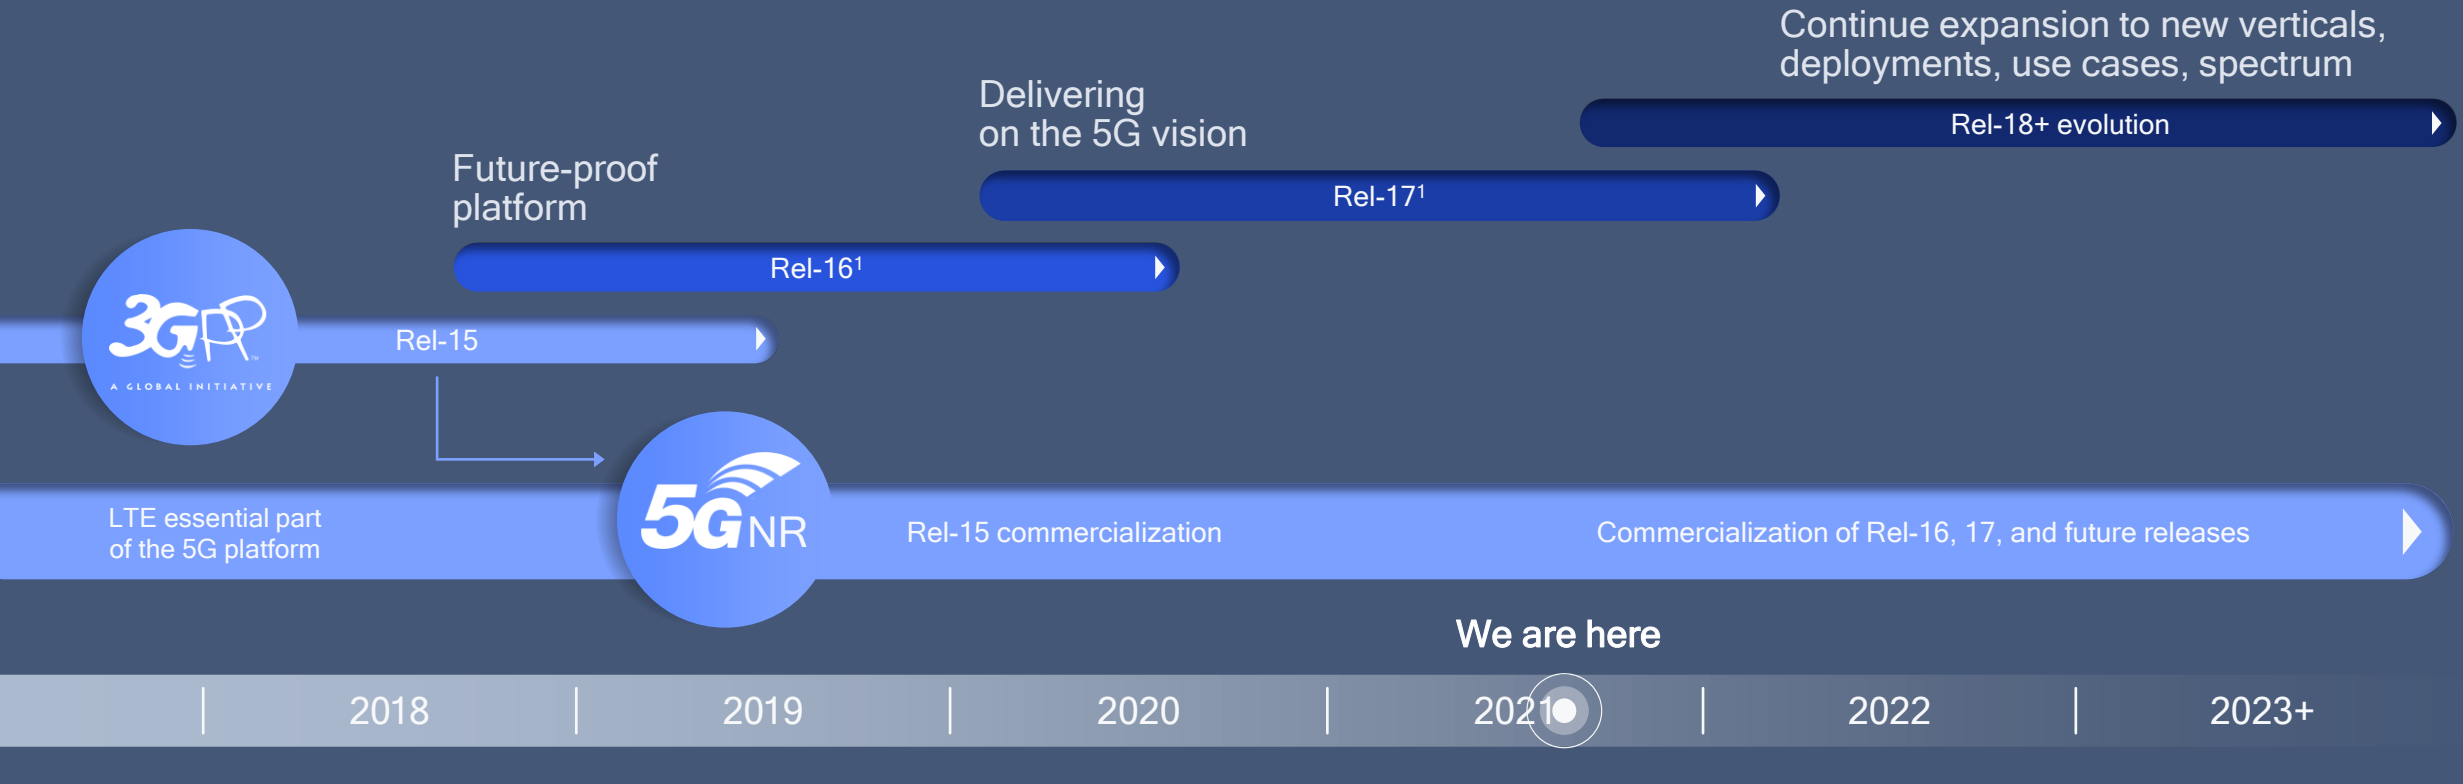 Continue expansion to new verticals,
deployments, use cases, spectrum
Rel-18+ evolution
Delivering
on the 5G vision
Rel-17¹
Future-proof
platform
Rel-16¹
3GPP™
A GLOBAL INITIATIVE
Rel-15
LTE essential part
of the 5G platform
5G NR
Rel-15 commercialization
Commercialization of Rel-16, 17, and future releases
We are here
2018
2019
2020
2021
2022
2023+